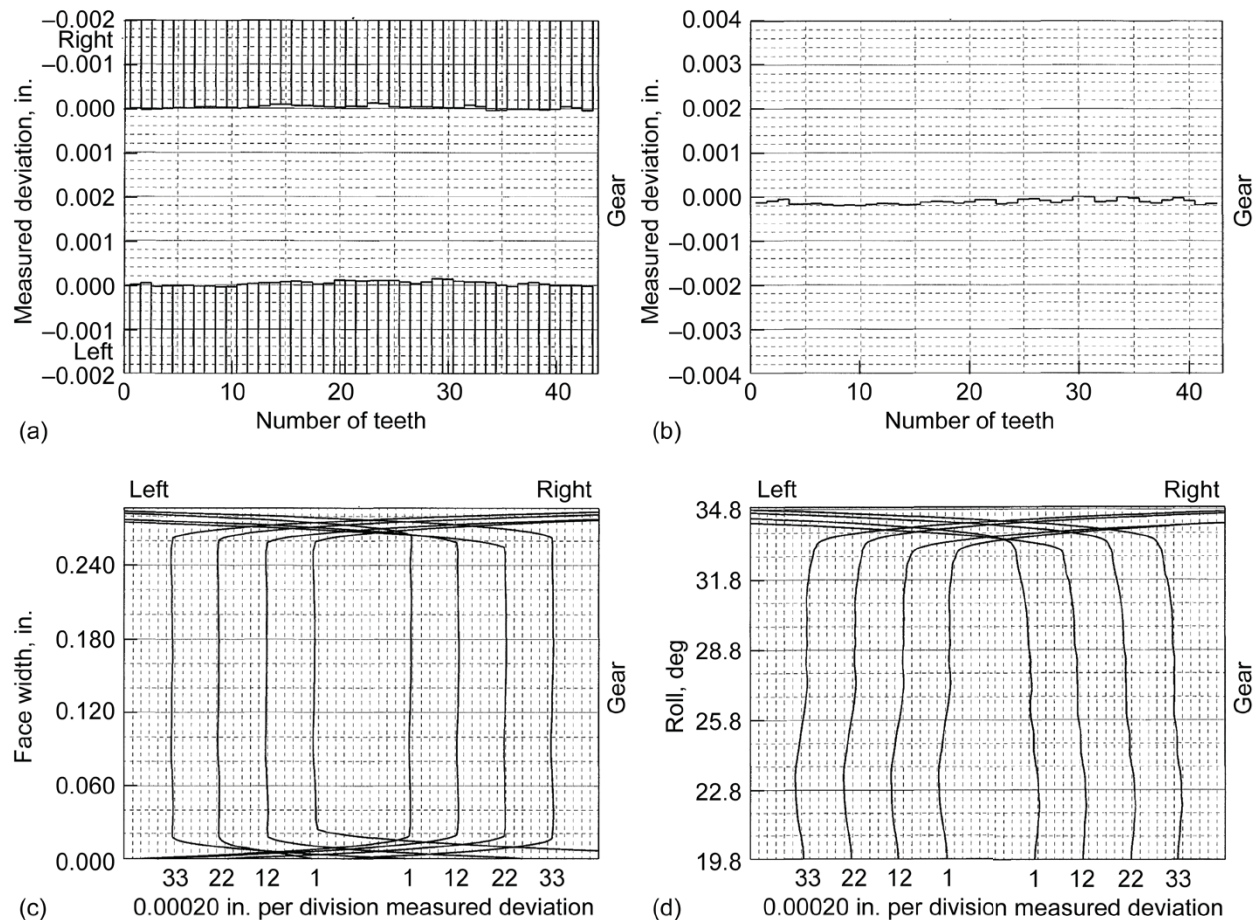 –0.002
Right
–0.001
0.000
0.001
0.002
0.001
0.000
–0.001
Left
–0.002
Measured deviation, in.
0 10 20 30 40
Number of teeth
Gear
(a)
0.004
0.003
0.002
0.001
0.000
–0.001
–0.002
–0.003
–0.004
Measured deviation, in.
0 10 20 30 40
Number of teeth
Gear
(b)
Left Right
0.240
0.180
0.120
0.060
0.000
Face width, in.
33 22 12 1 1 12 22 33
0.00020 in. per division measured deviation
Gear
(c)
Left Right
34.8
31.8
28.8
25.8
22.8
19.8
Roll, deg
33 22 12 1 1 12 22 33
0.00020 in. per division measured deviation
Gear
(d)